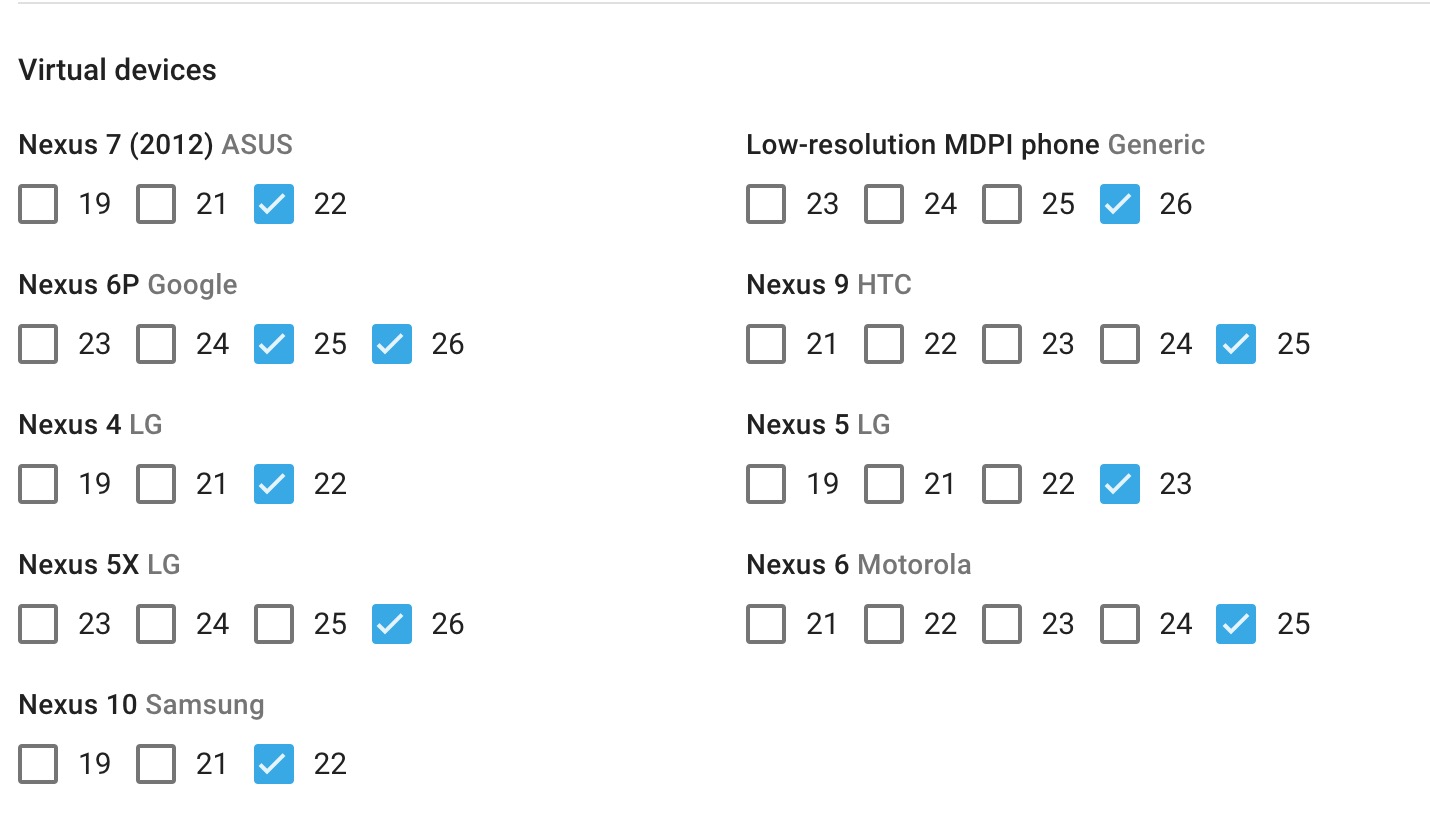 Virtual devices
Nexus 7 (2012) ASUS
19 21 22
Low-resolution MDPI phone Generic
23 24 25 26
Nexus 6P Google
23 24 25 26
Nexus 9 HTC
21 22 23 24 25
Nexus 4 LG
19 21 22
Nexus 5 LG
19 21 22 23
Nexus 5X LG
23 24 25 26
Nexus 6 Motorola
21 22 23 24 25
Nexus 10 Samsung
19 21 22